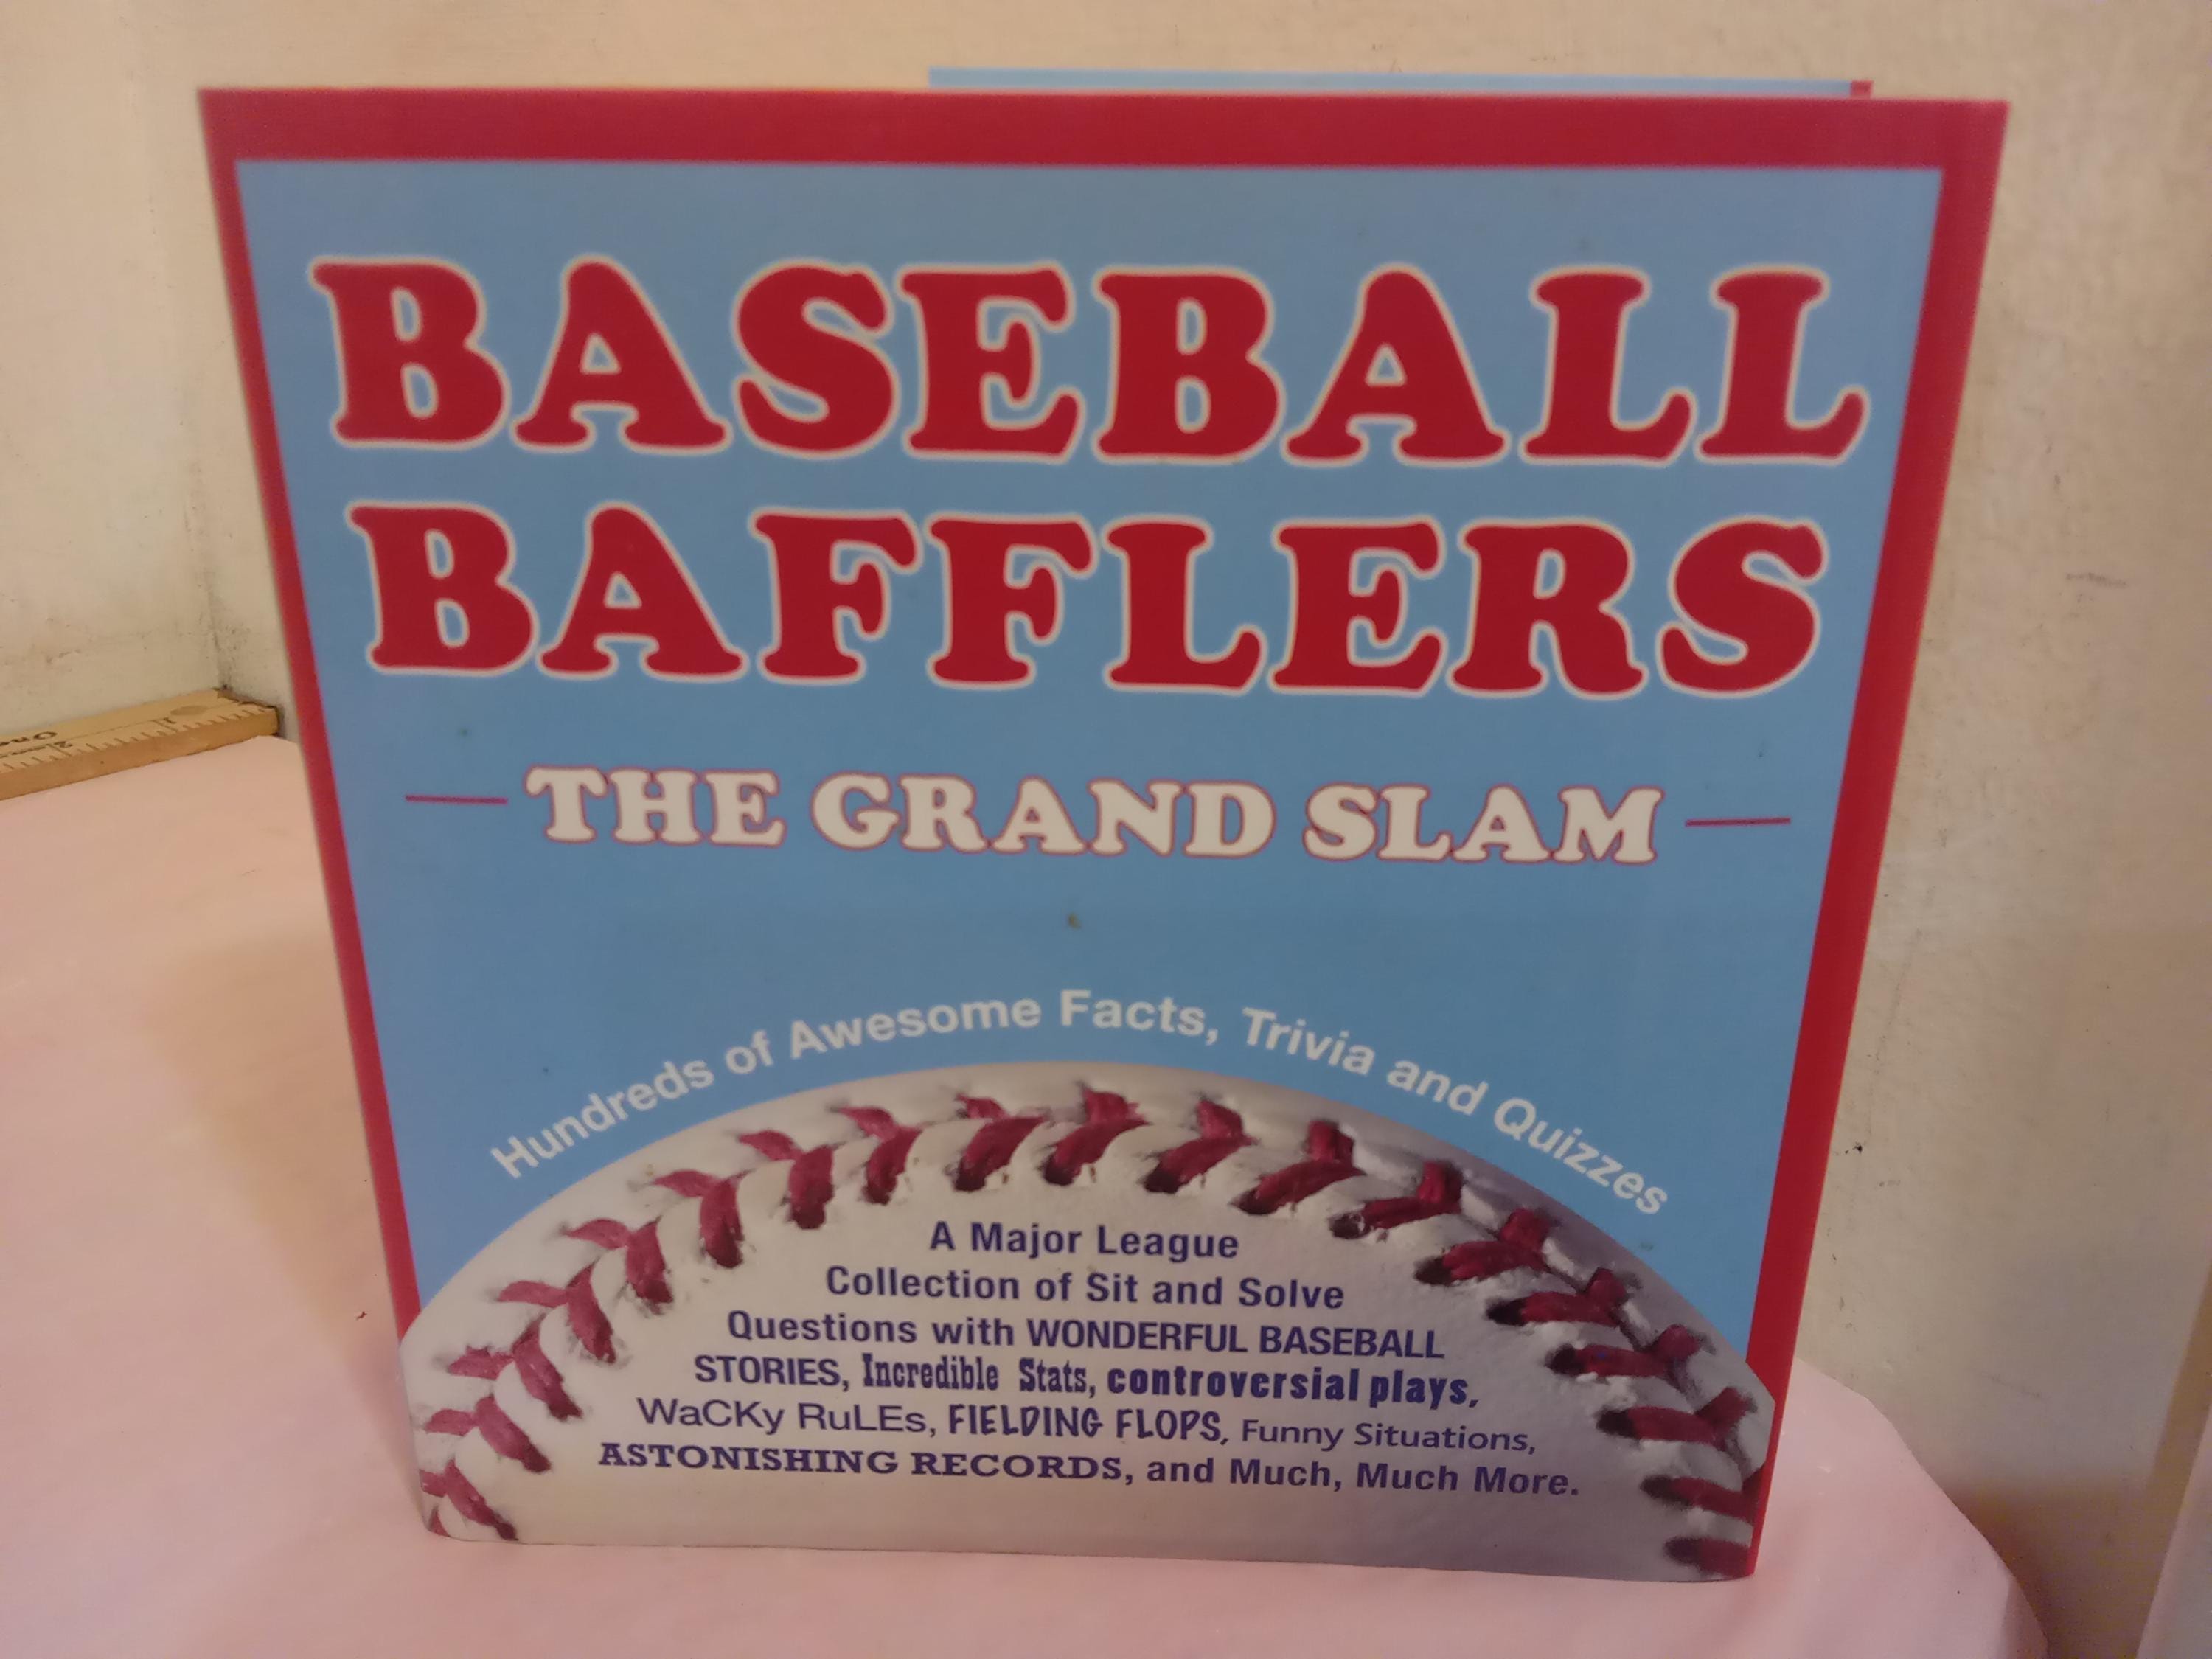 BASEBALL
BAFFLERS
— THE GRAND SLAM —
Hundreds of Awesome Facts, Trivia and Quizzes
A Major League
Collection of Sit and Solve
Questions with WONDERFUL BASEBALL
STORIES, Incredible Stats, controversial plays,
WaCKy RuLEs, FIELDING FLOPS, Funny Situations,
ASTONISHING RECORDS, and Much, Much More.